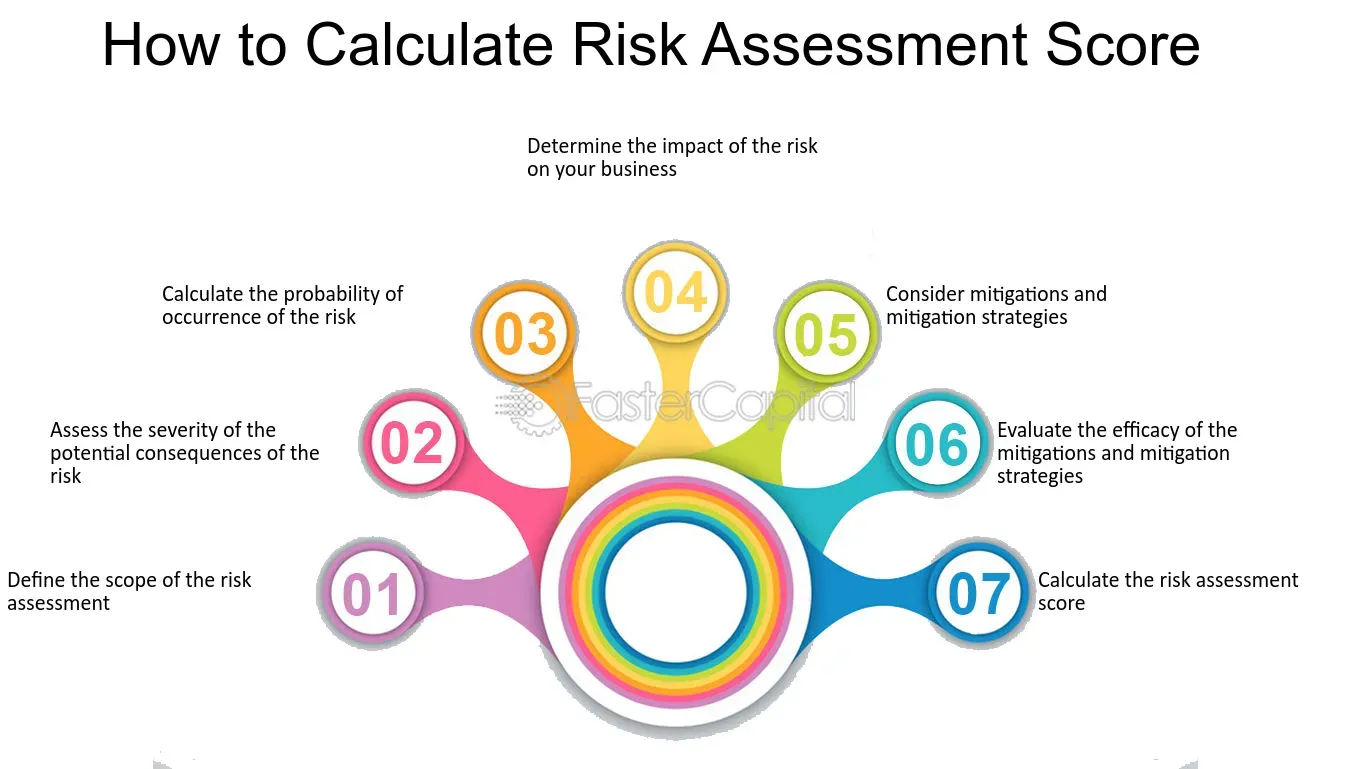 How to Calculate Risk Assessment Score
Determine the impact of the risk
on your business
04
Calculate the probability of
occurrence of the risk
03
05
Consider mitigations and
mitigation strategies
FasterCapital
Assess the severity of the
potential consequences of the
risk
02
06
Evaluate the efficacy of the
mitigations and mitigation
strategies
Define the scope of the risk
assessment
01
07
Calculate the risk assessment
score